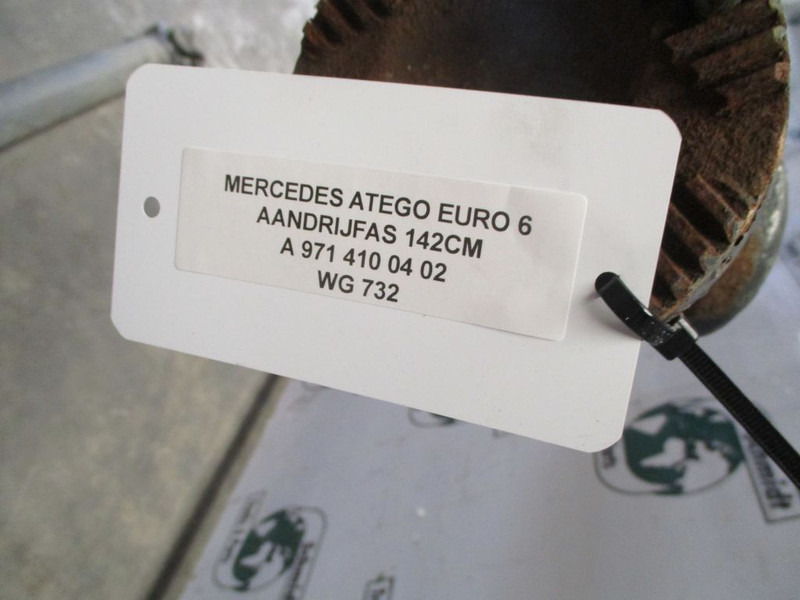 MERCEDES ATEGO EURO 6
AANDRIJFAS 142CM
A 971 410 04 02
WG 732